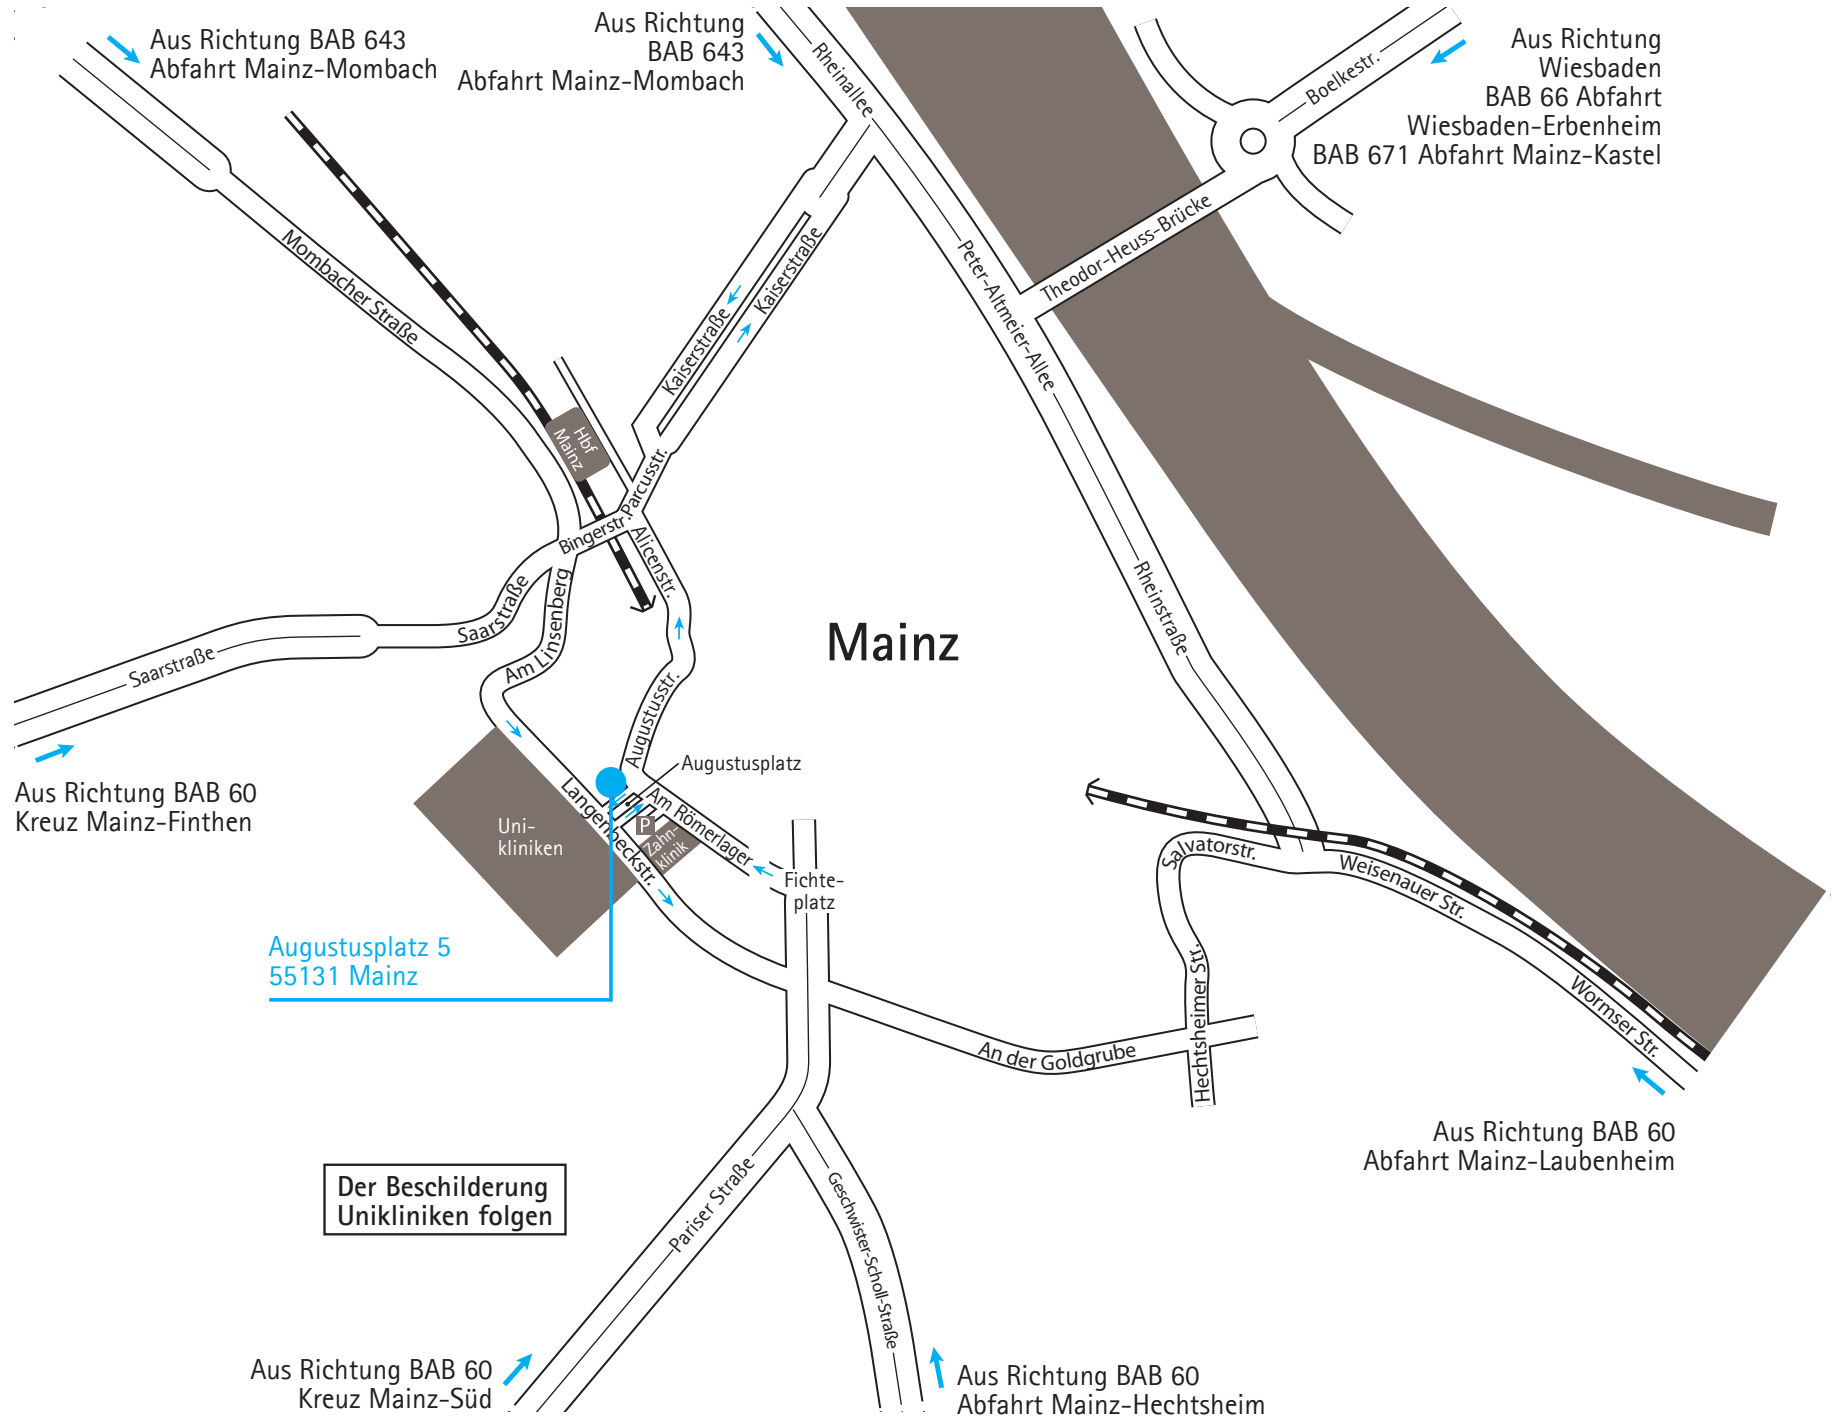 Aus Richtung BAB 643
Abfahrt Mainz-Mombach
Aus Richtung
BAB 643
Abfahrt Mainz-Mombach
Aus Richtung
Wiesbaden
BAB 66 Abfahrt
Wiesbaden-Erbenheim
BAB 671 Abfahrt Mainz-Kastel
Rheinallee
Boelkestr.
Theodor-Heuss-Brücke
Peter-Altmeier-Allee
Kaiserstraße
Kaiserstraße
Mombacher Straße
Hbf
Mainz
Parcusstr.
Bingerstr.
Alicenstr.
Saarstraße
Saarstraße
Am Linsenberg
Mainz
Rheinstraße
Augustusstr.
Augustusplatz
Aus Richtung BAB 60
Kreuz Mainz-Finthen
Langenbeckstr.
Am Römerlager
P
Zahn-
klinik
Uni-
kliniken
Fichte-
platz
Salvatorstr.
Weisenauer Str.
Augustusplatz 5
55131 Mainz
Hechtsheimer Str.
Wormser Str.
An der Goldgrube
Aus Richtung BAB 60
Abfahrt Mainz-Laubenheim
Der Beschilderung
Unikliniken folgen
Pariser Straße
Geschwister-Scholl-Straße
Aus Richtung BAB 60
Kreuz Mainz-Süd
Aus Richtung BAB 60
Abfahrt Mainz-Hechtsheim